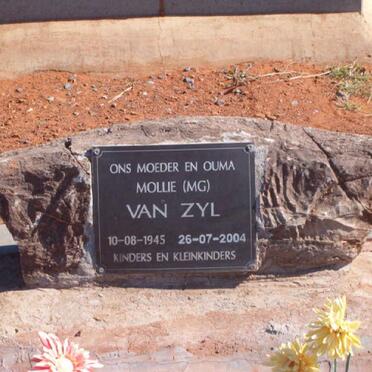 ONS MOEDER EN OUMA
MOLLIE (MG)
VAN ZYL
10-08-1945 26-07-2004
KINDERS EN KLEINKINDERS